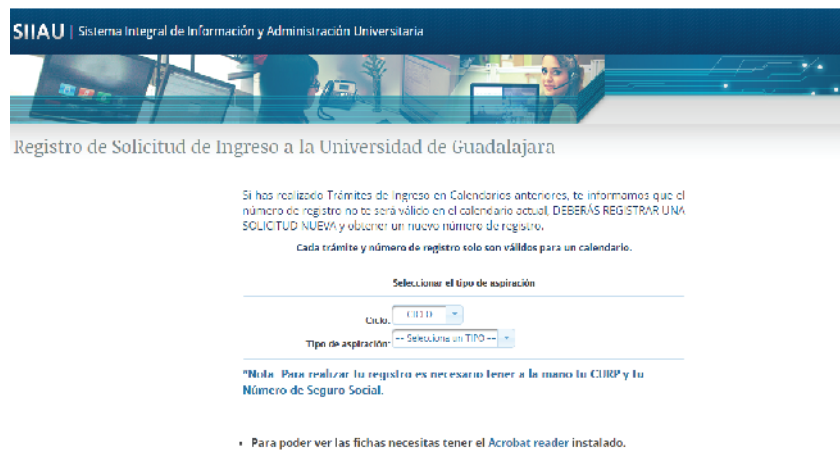 SIIAU | Sistema Integral de Información y Administración Universitaria
Registro de Solicitud de Ingreso a la Universidad de Guadalajara
Si has realizado Trámites de Ingreso en Calendarios anteriores, te informamos que el
número de registro no te será válido en el calendario actual, DEBERÁS REGISTRAR UNA
SOLICITUD NUEVA y obtener un nuevo número de registro.
Cada trámite y número de registro solo son válidos para un calendario.
Seleccionar el tipo de aspiración
Ciclo: CICLO
Tipo de aspiración: -- Selecciona un TIPO --
*Nota: Para realizar tu registro es necesario tener a la mano tu CURP y tu
Número de Seguro Social.
• Para poder ver las fichas necesitas tener el Acrobat reader instalado.